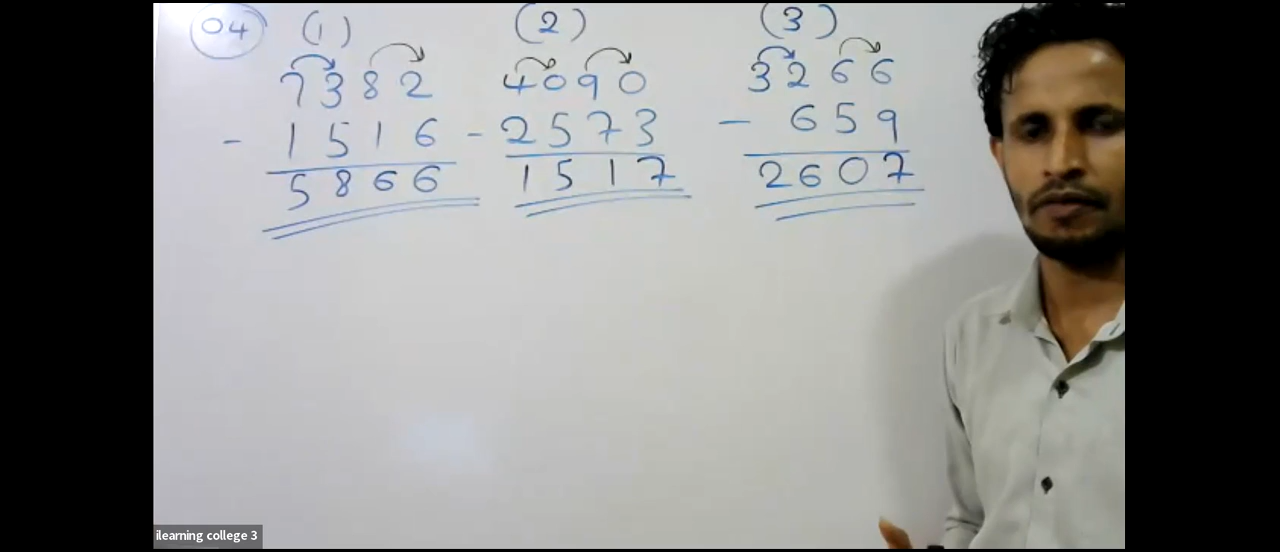 04 (1) (2) (3)
7382 4090 3266
- 1516 - 2573 - 659
5866 1517 2607
ilearning college 3